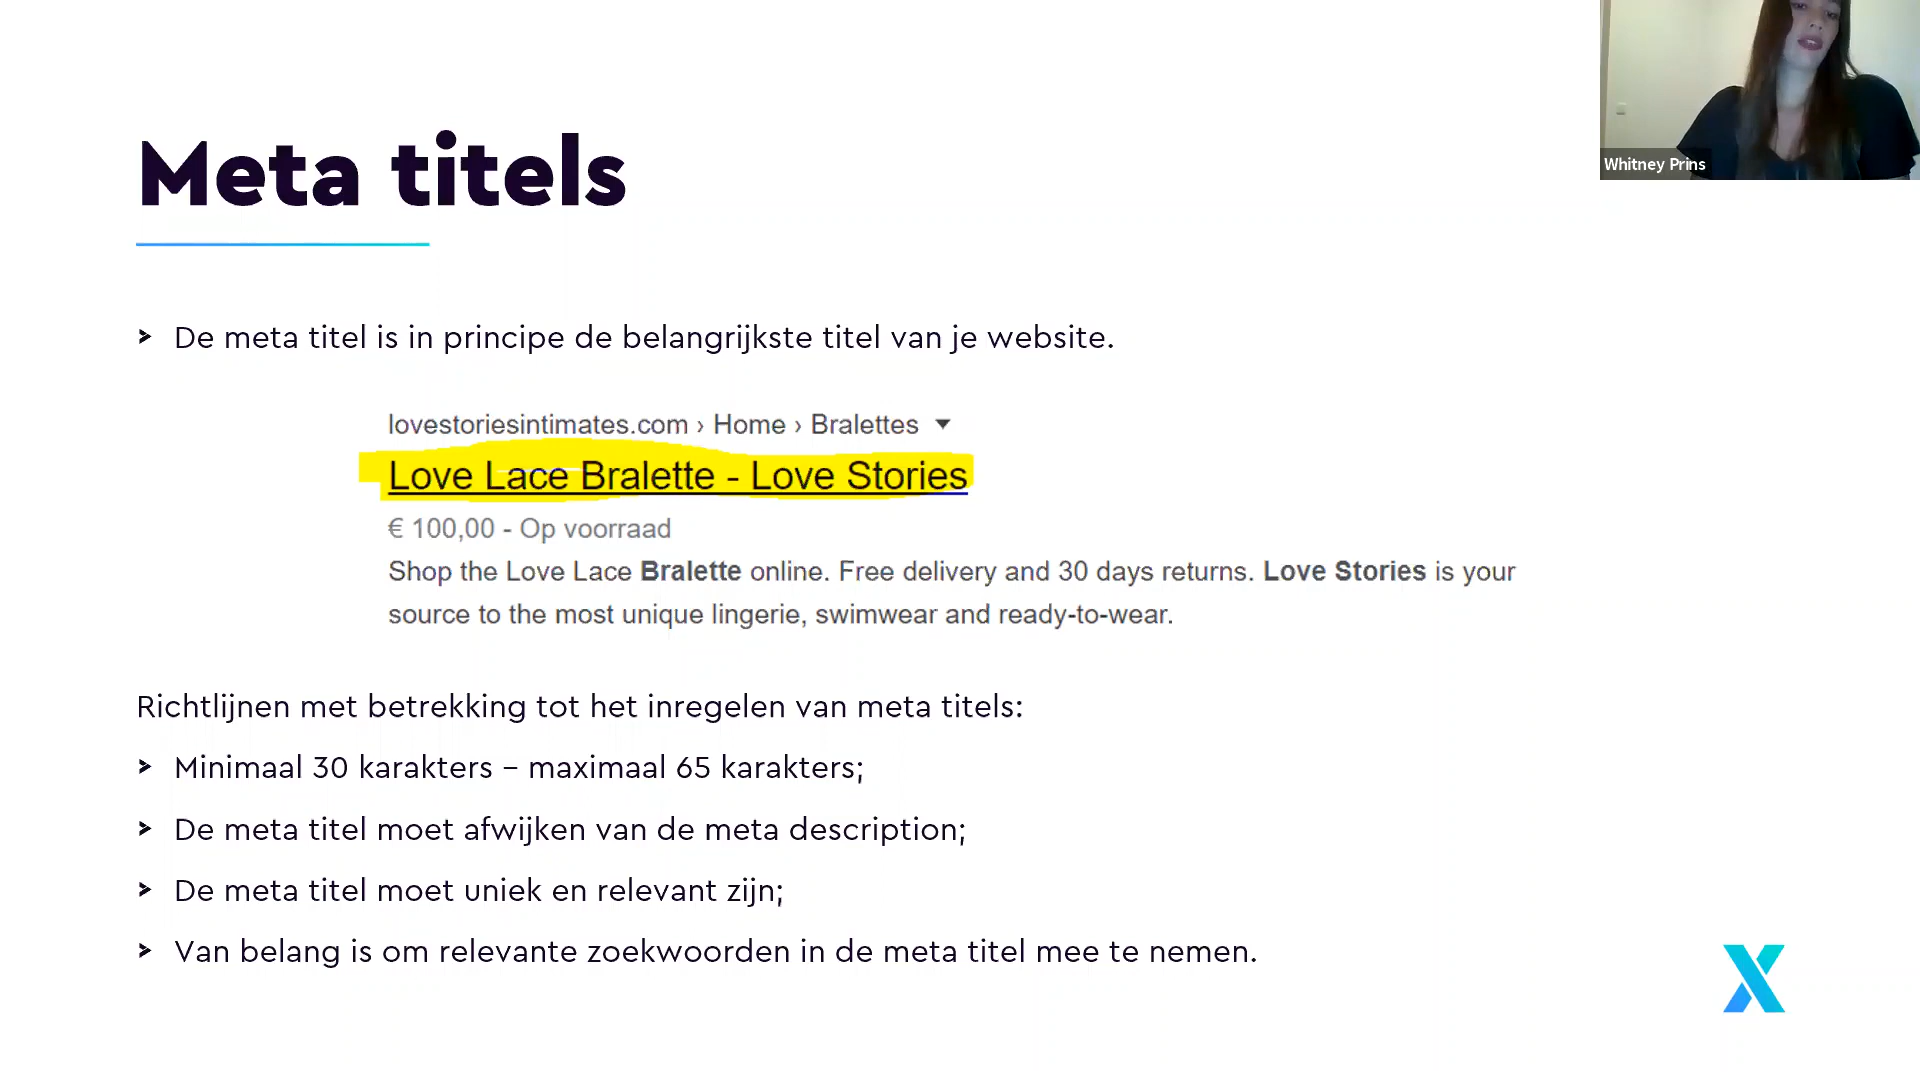 Whitney Prins
Meta titels
De meta titel is in principe de belangrijkste titel van je website.
lovestoriesintimates.com › Home › Bralettes
Love Lace Bralette - Love Stories
€ 100,00 - Op voorraad
Shop the Love Lace Bralette online. Free delivery and 30 days returns. Love Stories is your
source to the most unique lingerie, swimwear and ready-to-wear.
Richtlijnen met betrekking tot het inregelen van meta titels:
Minimaal 30 karakters – maximaal 65 karakters;
De meta titel moet afwijken van de meta description;
De meta titel moet uniek en relevant zijn;
Van belang is om relevante zoekwoorden in de meta titel mee te nemen.